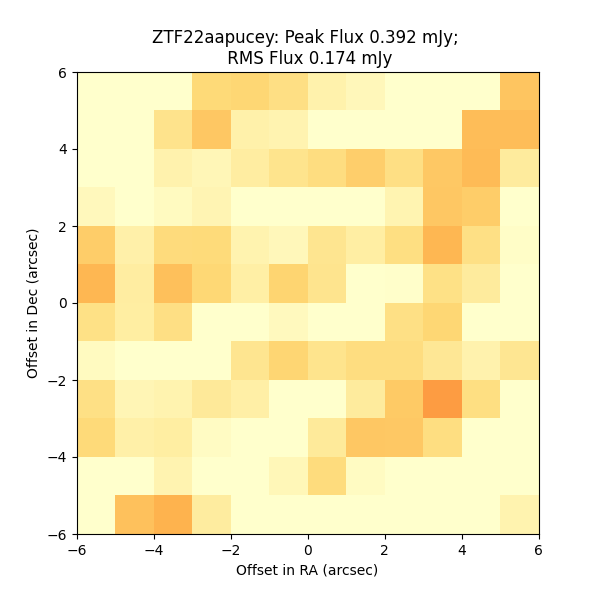 ZTF22aapucey: Peak Flux 0.392 mJy;
RMS Flux 0.174 mJy
6
4
2
0
−2
−4
−6
Offset in Dec (arcsec)
−6 −4 −2 0 2 4 6
Offset in RA (arcsec)